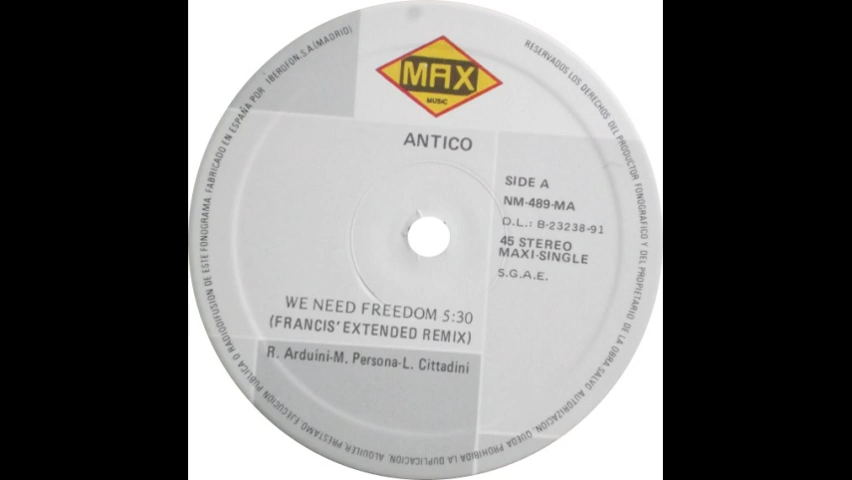 MAX
MUSIC
ANTICO
SIDE A
NM-489-MA
D.L.: B-23238-91
45 STEREO
MAXI-SINGLE
S.G.A.E.
WE NEED FREEDOM 5:30
(FRANCIS' EXTENDED REMIX)
R. Arduini-M. Persona-L. Cittadini
RESERVADOS LOS DERECHOS DEL PRODUCTOR FONOGRAFICO Y DEL PROPIETARIO DE LA OBRA. SALVO AUTORIZACION, QUEDA PROHIBIDA LA DUPLICACION, ALQUILER, PRESTAMO, EJECUCION PUBLICA O RADIODIFUSION DE ESTE FONOGRAMA. FABRICADO EN ESPAÑA POR IBEROFON, S.A. (MADRID)